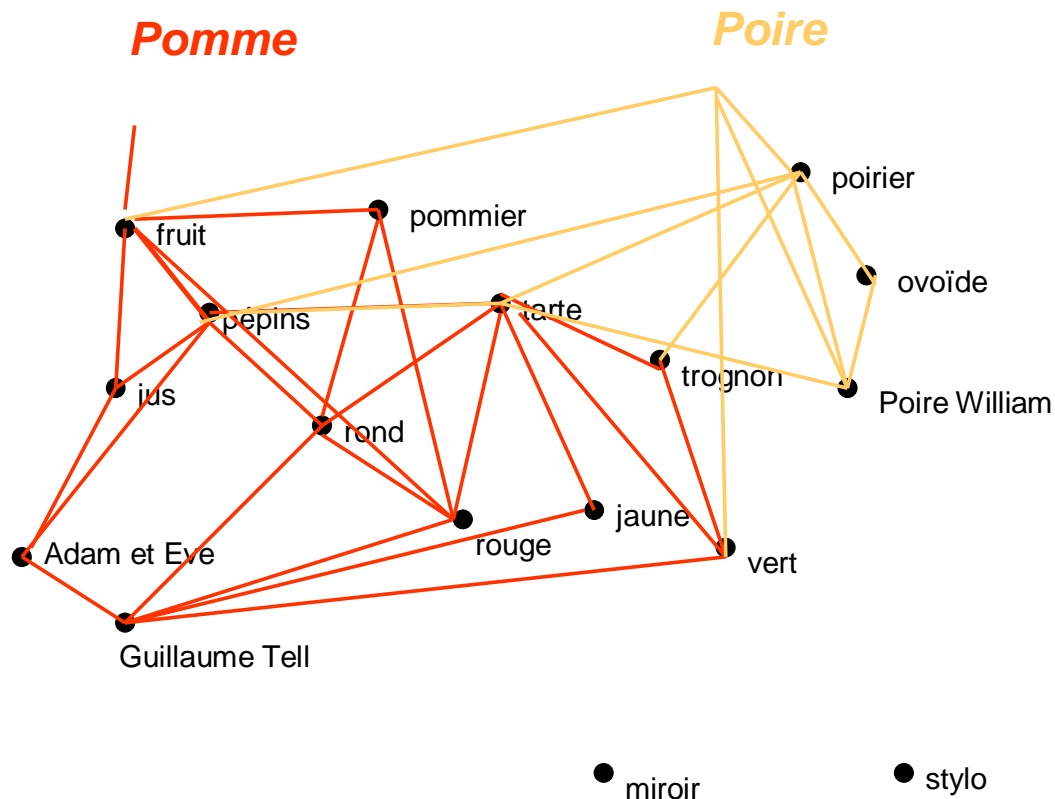 Pomme
Poire
poirier
pommier
fruit
ovoïde
pépins
tarte
trognon
jus
Poire William
rond
jaune
rouge
Adam et Eve
vert
Guillaume Tell
miroir
stylo